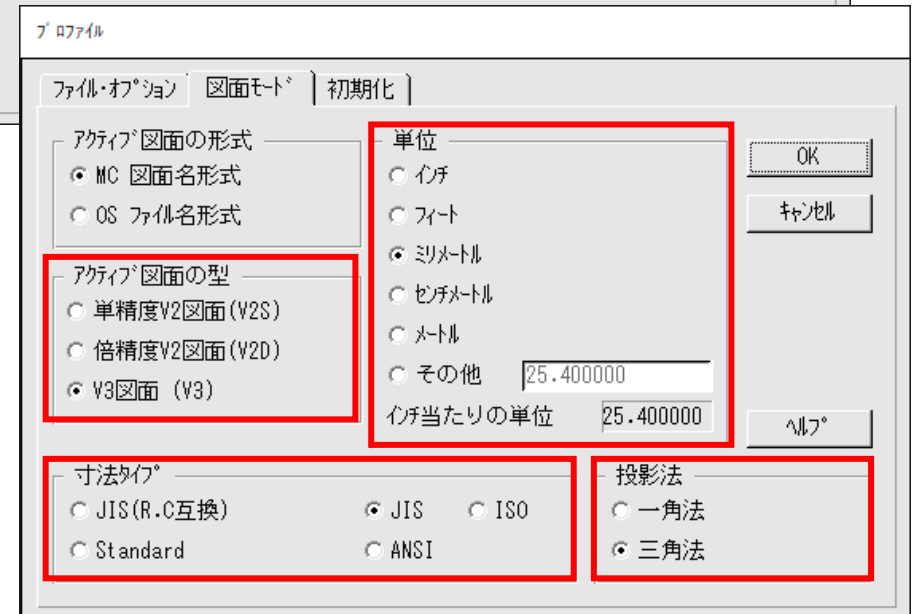 ﾌﾟﾛﾌｧｲﾙ
ﾌｧｲﾙ･ｵﾌﾟｼｮﾝ 図面ﾓｰﾄﾞ 初期化
ｱｸﾃｨﾌﾞ図面の形式
MC 図面名形式
OS ﾌｧｲﾙ名形式
ｱｸﾃｨﾌﾞ図面の型
単精度V2図面(V2S)
倍精度V2図面(V2D)
V3図面 (V3)
単位
ｲﾝﾁ
ﾌｨｰﾄ
ﾐﾘﾒｰﾄﾙ
ｾﾝﾁﾒｰﾄﾙ
ﾒｰﾄﾙ
その他 25.400000
ｲﾝﾁ当たりの単位 25.400000
OK
ｷｬﾝｾﾙ
ﾍﾙﾌﾟ
寸法ﾀｲﾌﾟ
JIS(R.C互換) JIS ISO
Standard ANSI
投影法
一角法
三角法